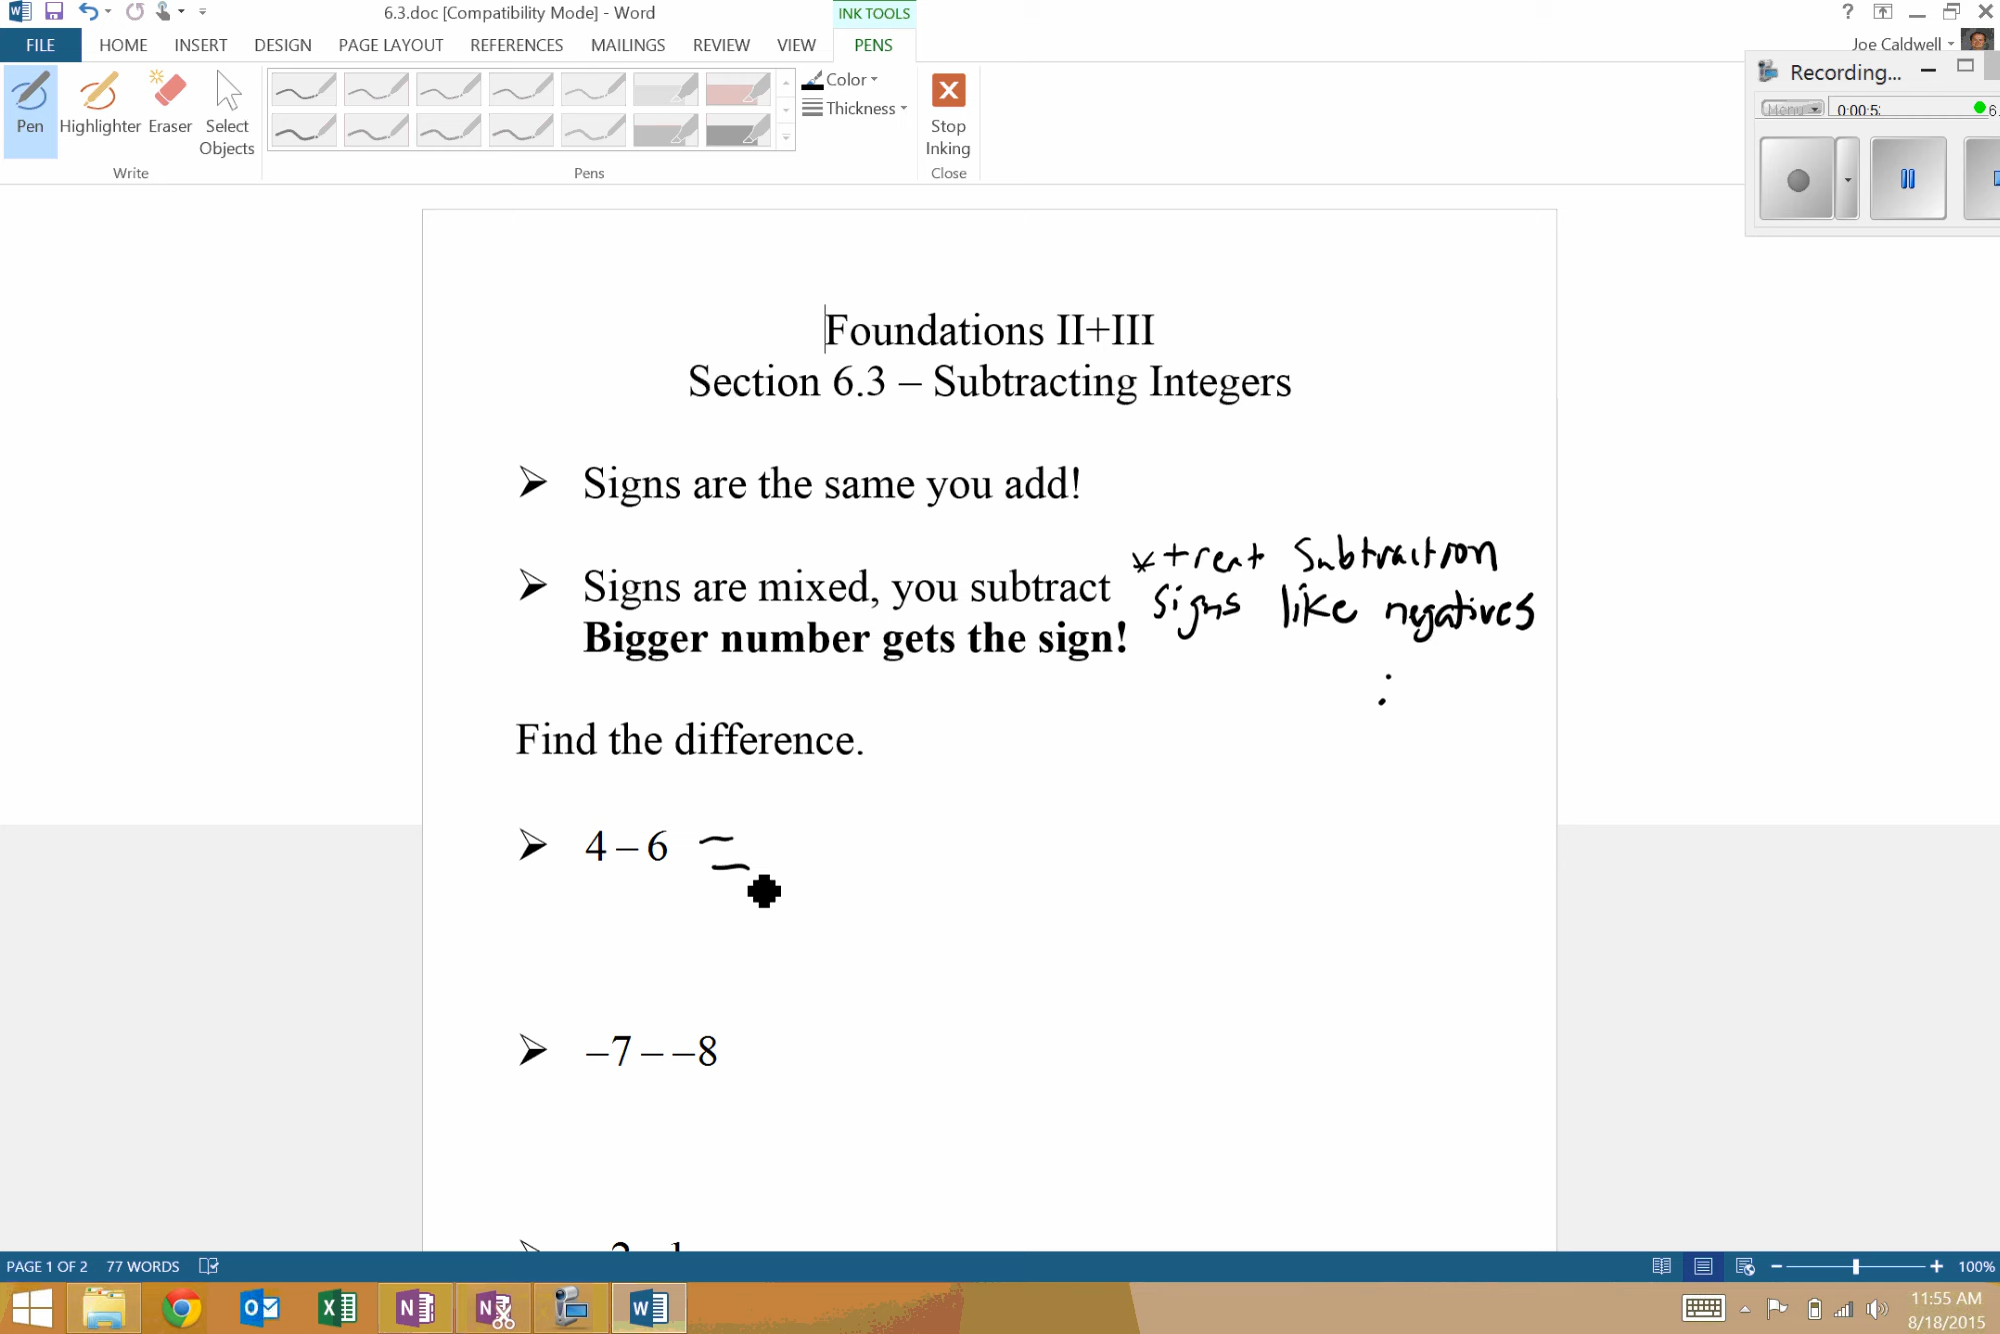 6.3.doc [Compatibility Mode] - Word
INK TOOLS
?
FILE
HOME
INSERT
DESIGN
PAGE LAYOUT
REFERENCES
MAILINGS
REVIEW
VIEW
PENS
Joe Caldwell
Recording...
Pen
Highlighter
Eraser
Select
Objects
Color
Thickness
Stop
Inking
Menu
0:00:5
6.
Write
Pens
Close
Foundations II+III
Section 6.3 – Subtracting Integers
➢ Signs are the same you add!
➢ Signs are mixed, you subtract
Bigger number gets the sign!
* treat Subtraction
Signs like negatives
:
Find the difference.
➢ 4 – 6 =
➢ –7 – –8
PAGE 1 OF 2
77 WORDS
100%
11:55 AM
8/18/2015